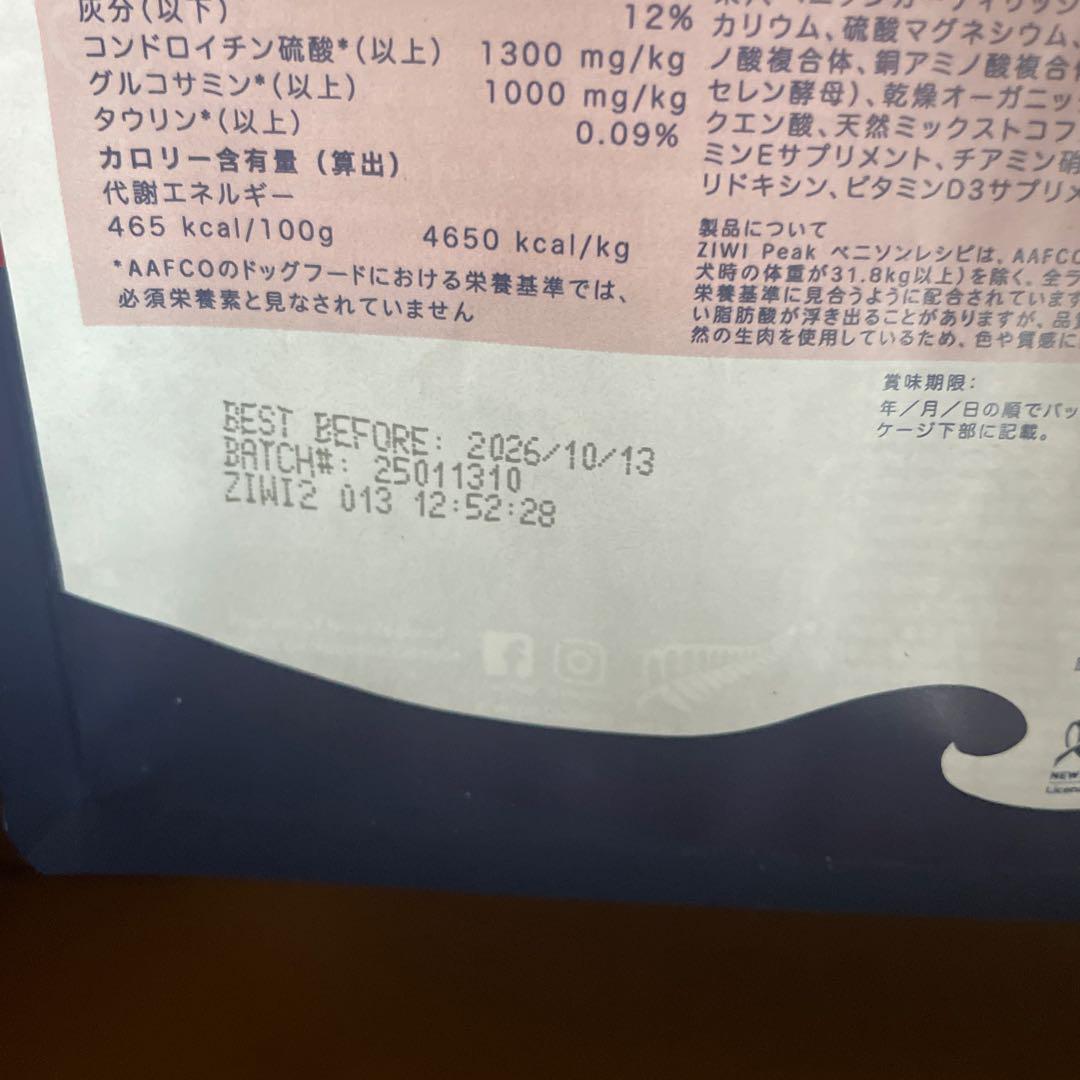 灰分(以下) 12%
コンドロイチン硫酸*(以上) 1300 mg/kg
グルコサミン*(以上) 1000 mg/kg
タウリン*(以上) 0.09%
カロリー含有量 (算出)
代謝エネルギー
465 kcal/100g 4650 kcal/kg
*AAFCOのドッグフードにおける栄養基準では、
必須栄養素と見なされていません
カリウム、硫酸マグネシウム、
ノ酸複合体、銅アミノ酸複合
セレン酵母)、乾燥オーガニッ
クエン酸、天然ミックストコフ
ミンEサプリメント、チアミン硝
リドキシン、ビタミンD3サプリメ
製品について
ZIWI Peak ベニソンレシピは、AAFCO
犬時の体重が31.8kg以上)を除く、全ラ
栄養基準に見合うように配合されています
い脂肪酸が浮き出ることがありますが、品
然の生肉を使用しているため、色や質感に
賞味期限:
年/月/日の順でパッ
ケージ下部に記載。
BEST BEFORE: 2026/10/13
BATCH#: 25011310
ZIWI2 013 12:52:28
NEW